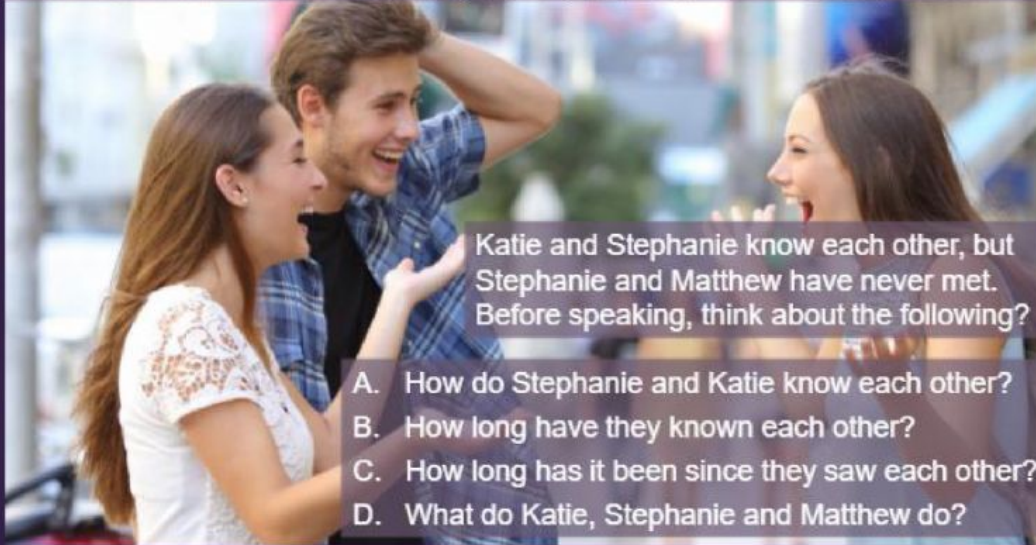 Katie and Stephanie know each other, but
Stephanie and Matthew have never met.
Before speaking, think about the following?
A. How do Stephanie and Katie know each other?
B. How long have they known each other?
C. How long has it been since they saw each other?
D. What do Katie, Stephanie and Matthew do?